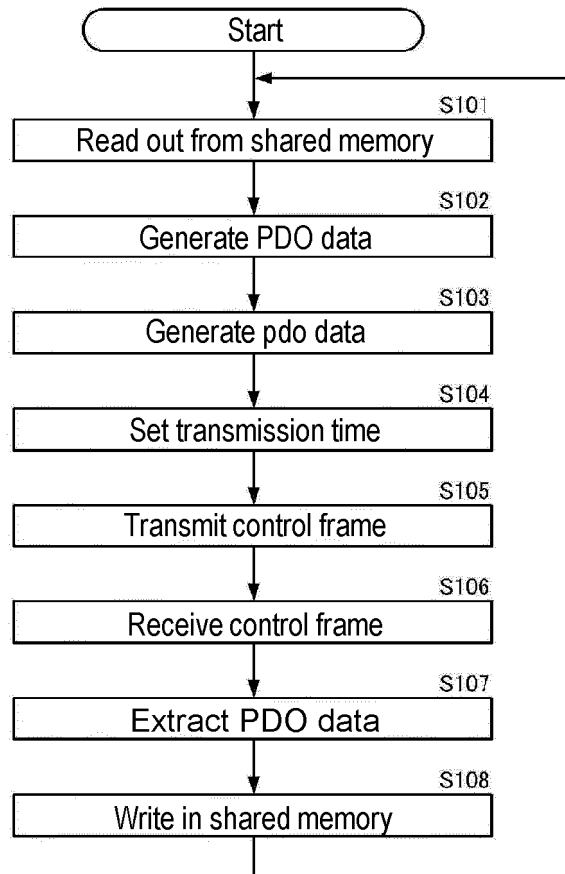 Start
S101
Read out from shared memory
S102
Generate PDO data
S103
Generate pdo data
S104
Set transmission time
S105
Transmit control frame
S106
Receive control frame
S107
Extract PDO data
S108
Write in shared memory